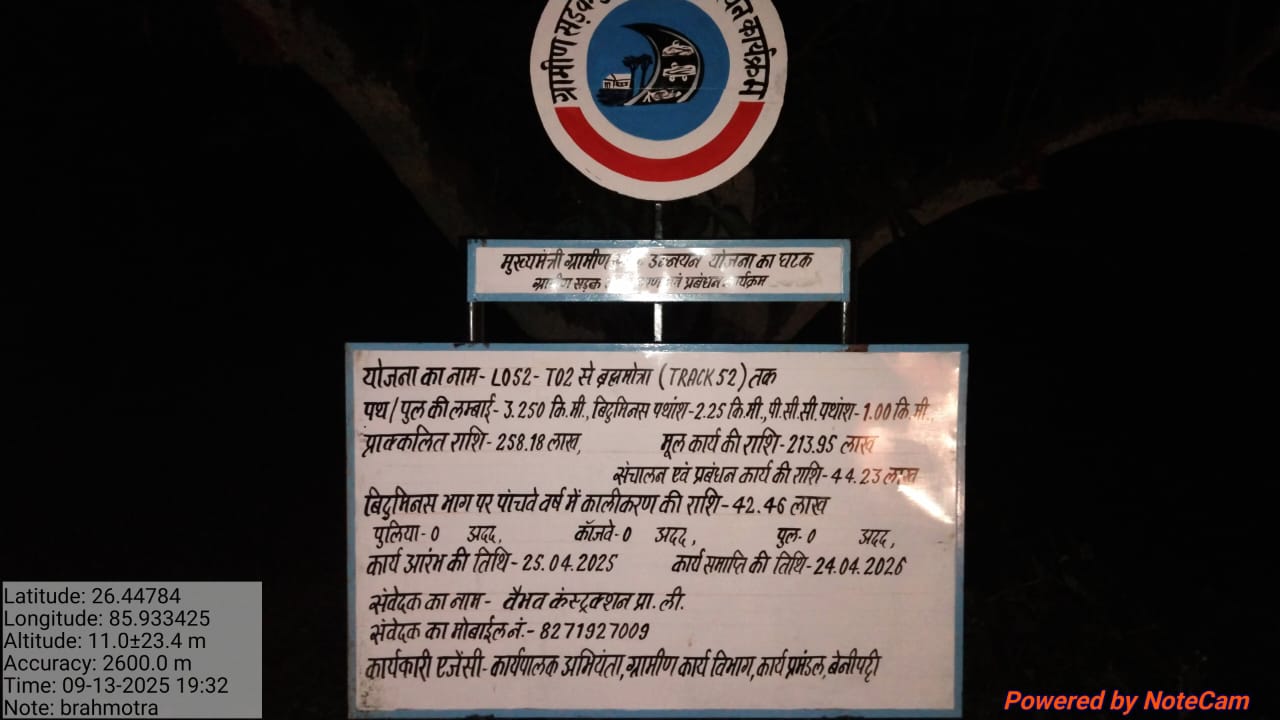 ग्रामीण सड़क
यन कार्यक्रम
मुख्यमंत्री ग्रामीण उन्नयन योजना का घटक
ग्रामीण सड़क एवं प्रबंधन कार्यक्रम
योजना का नाम- L052- T02 से ब्रह्ममोत्रा (TRACK 52) तक
पथ/पुल की लम्बाई- 3.250 कि.मी., बिटुमिनस पथांश-2.25 कि.मी., पी.सी.सी. पथांश- 1.00 कि.मी.,
प्राक्कलित राशि- 258.18 लाख, मूल कार्य की राशि-213.95 लाख
संचालन एवं प्रबंधन कार्य की राशि-44.23 लाख
बिटुमिनस भाग पर पांचवे वर्ष में कालीकरण की राशि-42.46 लाख
पुलिया- 0 अदद, कॉजवे-0 अदद, पुल- 0 अदद,
कार्य आरंभ की तिथि- 25.04.2025 कार्य समाप्ति की तिथि-24.04.2026
संवेदक का नाम- वैभव कंस्ट्रक्शन प्रा. ली.
संवेदक का मोबाईल नं.- 8271927009
कार्यकारी एजेंसी- कार्यपालक अभियंता, ग्रामीण कार्य विभाग, कार्य प्रमंडल, बेनीपट्टी
Latitude: 26.44784
Longitude: 85.933425
Altitude: 11.0±23.4 m
Accuracy: 2600.0 m
Time: 09-13-2025 19:32
Note: brahmotra
Powered by NoteCam